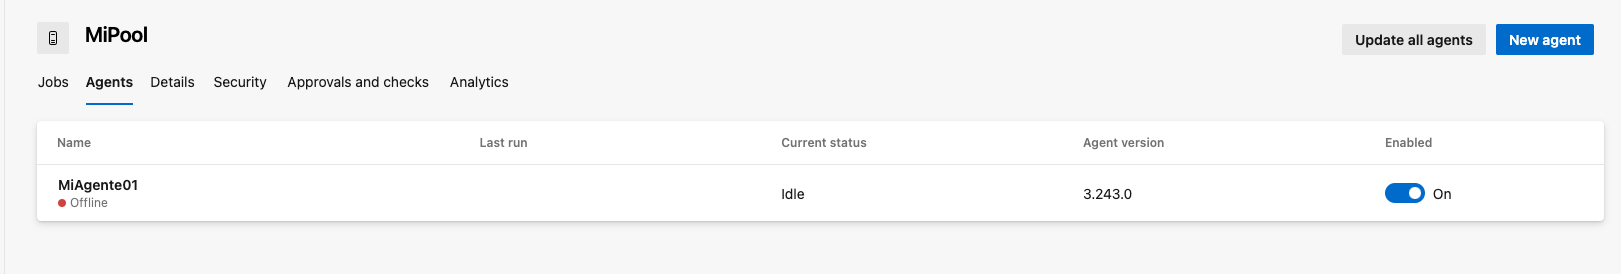 MiPool
Update all agents
New agent
Jobs Agents Details Security Approvals and checks Analytics
Name Last run Current status Agent version Enabled
MiAgente01 Idle 3.243.0 On
Offline